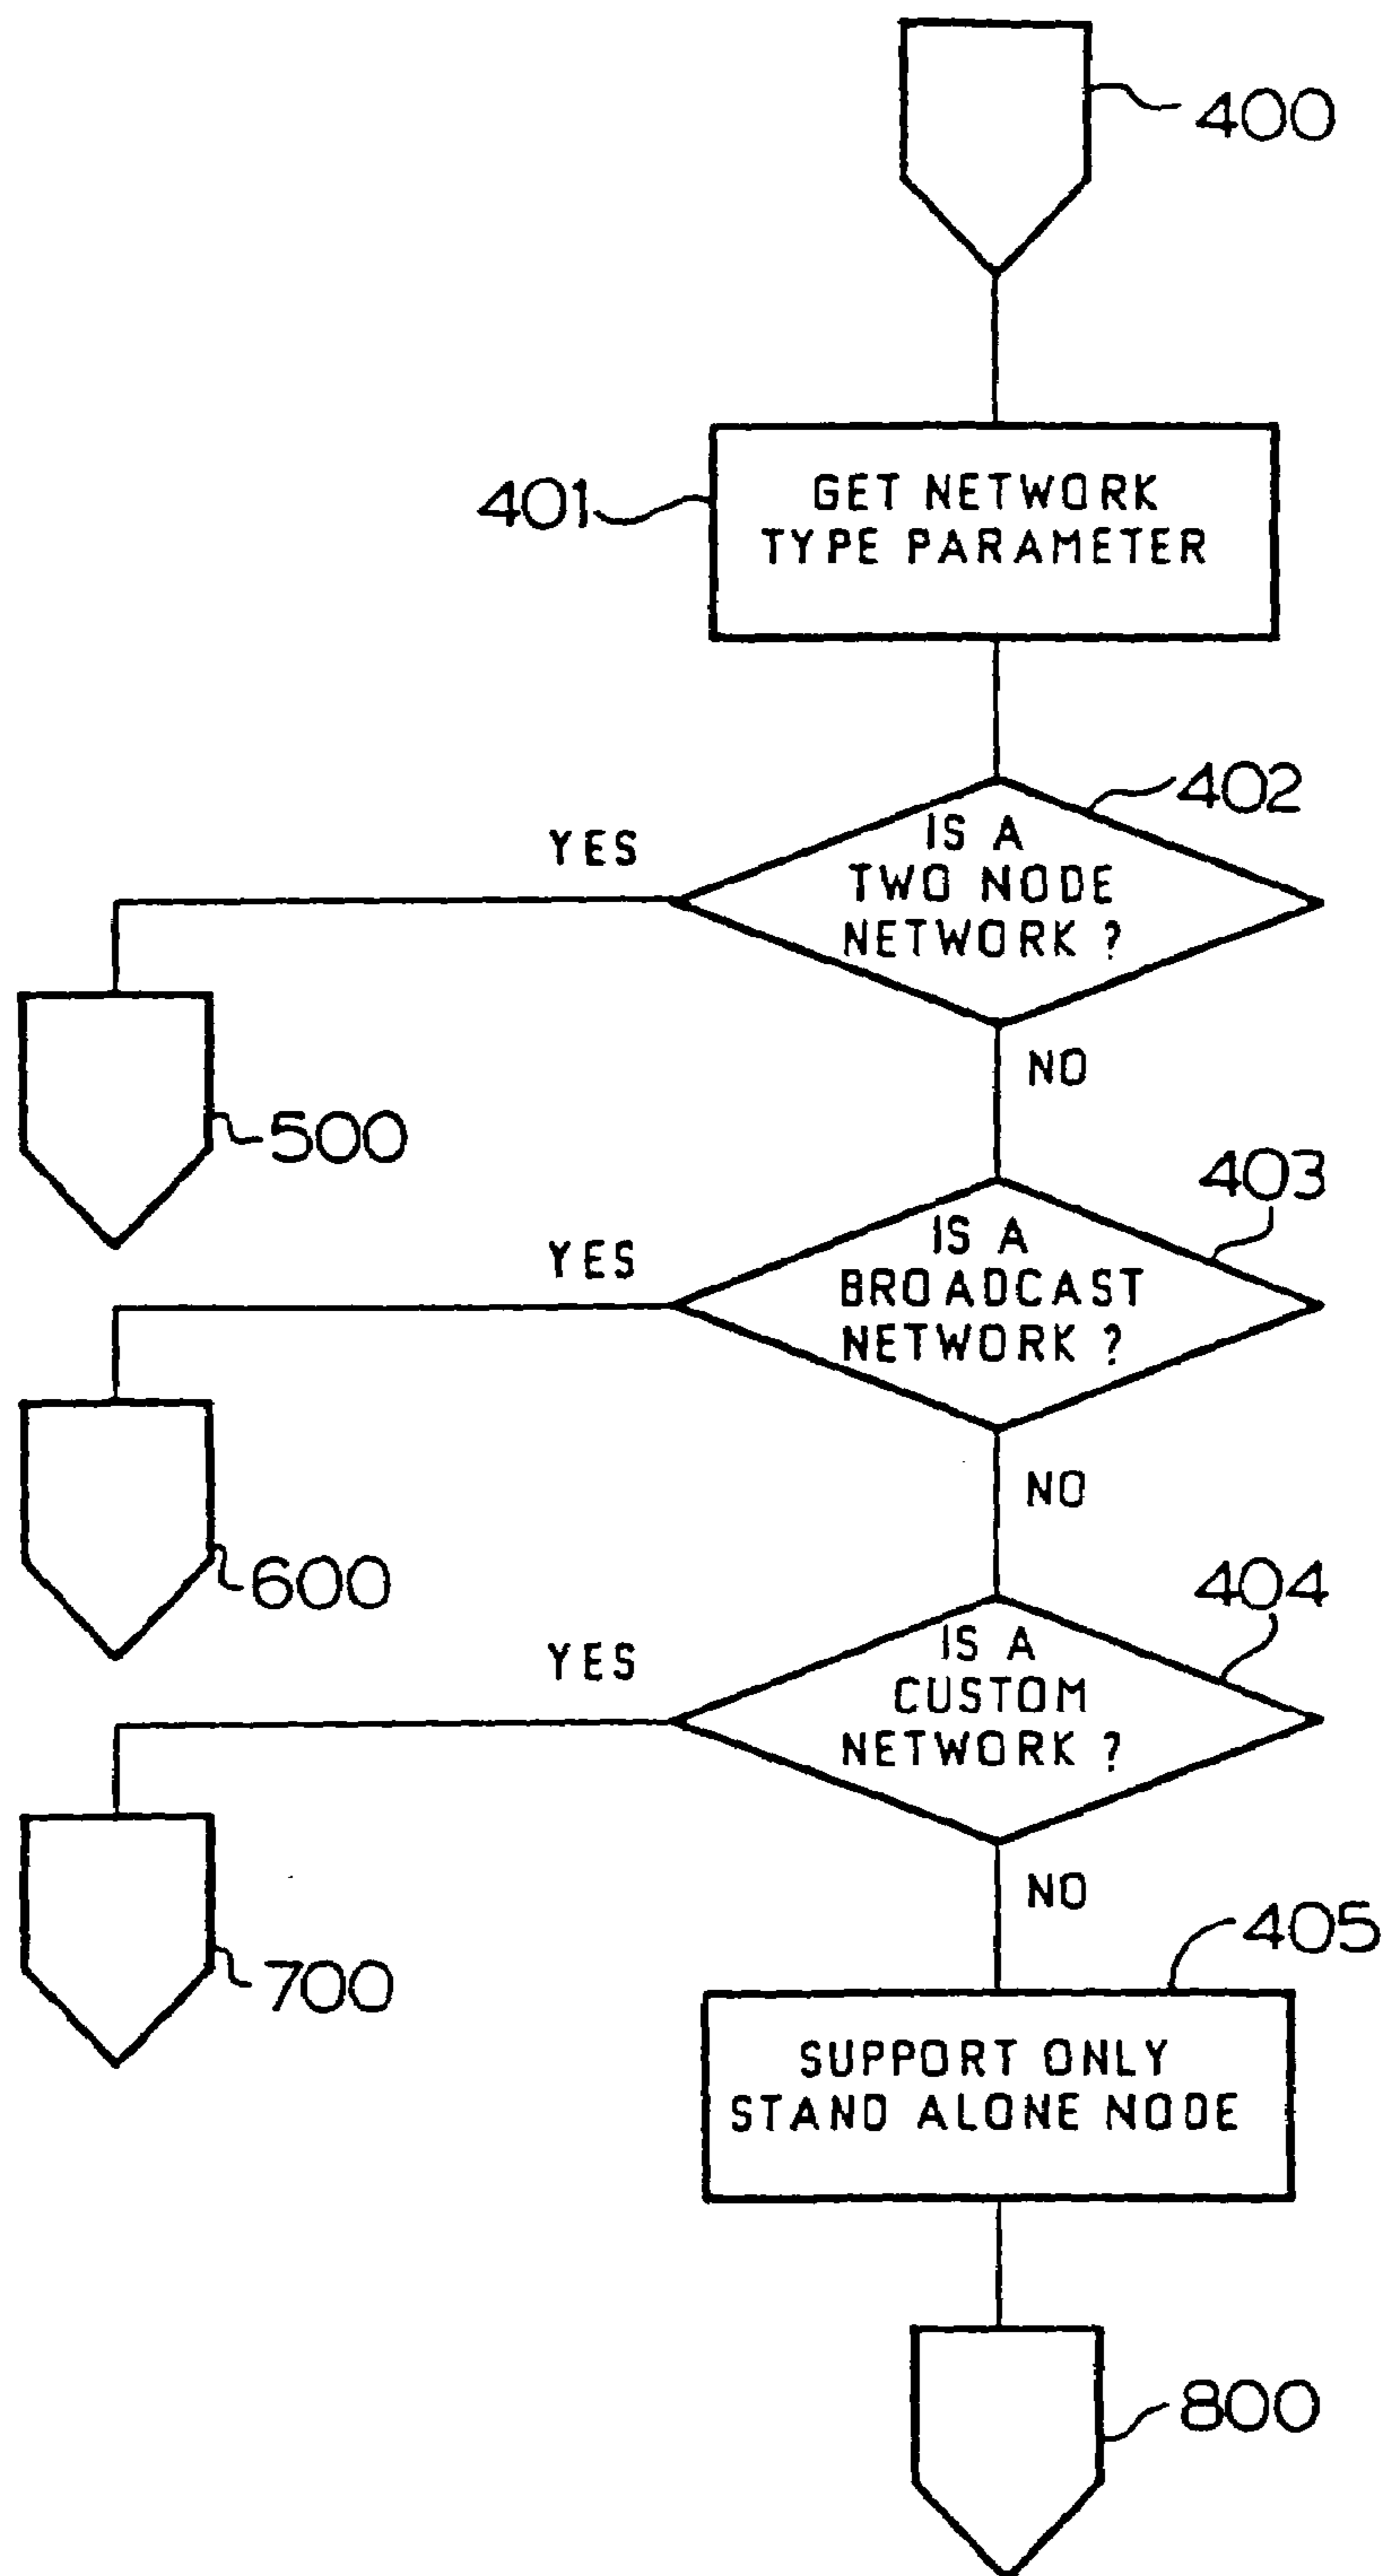 400
401
GET NETWORK
TYPE PARAMETER
402
IS A
TWO NODE
NETWORK ?
YES
NO
500
403
IS A
BROADCAST
NETWORK ?
YES
NO
600
404
IS A
CUSTOM
NETWORK ?
YES
NO
700
405
SUPPORT ONLY
STAND ALONE NODE
800